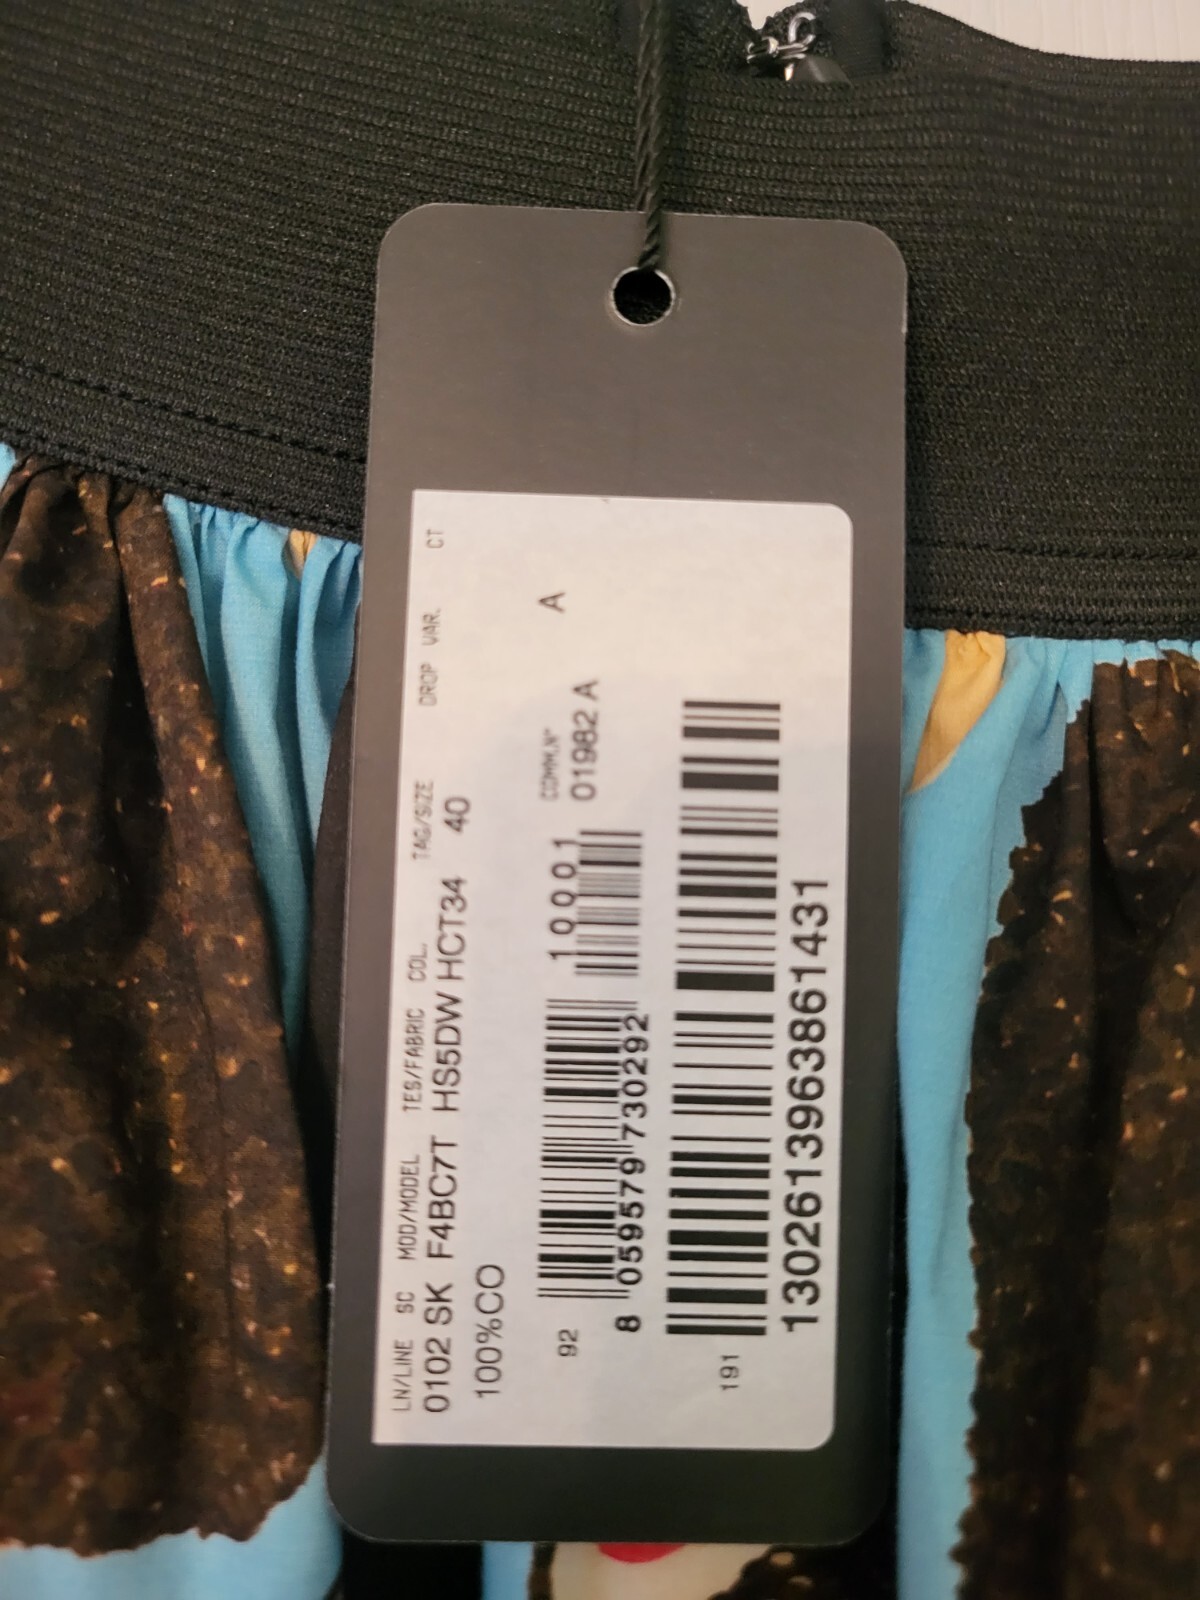 LN/LINE SC MOD/MODEL TES/FABRIC COL. TAG/SIZE DROP VAR. CT
0102 SK F4BC7T HS5DW HCT34 40
100%CO
10001 COMM.N° A
01982 A
92
8 059579 730292
191
1302613963861431